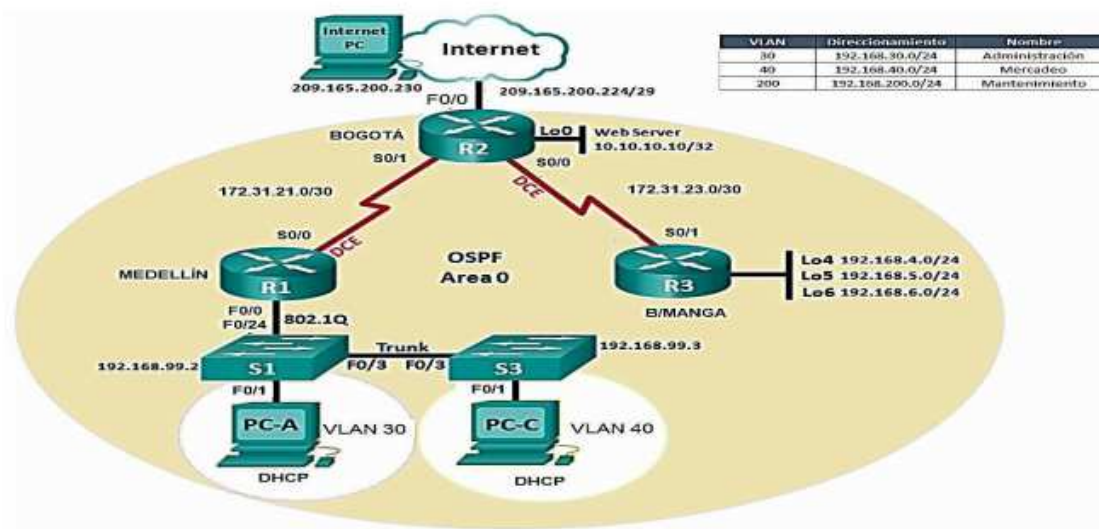 Internet
PC
Internet
209.165.200.230
209.165.200.224/29
VLAN Direccionamiento Nombre
30 192.168.30.0/24 Administración
40 192.168.40.0/24 Mercadeo
200 192.168.200.0/24 Mantenimiento
F0/0
BOGOTÁ
R2
Lo0
Web Server
10.10.10.10/32
S0/1
S0/0
DCE
172.31.21.0/30
172.31.23.0/30
S0/0
DCE
S0/1
OSPF
Area 0
MEDELLÍN
R1
R3
B/MANGA
Lo4 192.168.4.0/24
Lo5 192.168.5.0/24
Lo6 192.168.6.0/24
F0/0
F0/24
802.1Q
192.168.99.2
S1
Trunk
F0/3 F0/3
S3
192.168.99.3
F0/1
F0/1
PC-A
VLAN 30
DHCP
PC-C
VLAN 40
DHCP